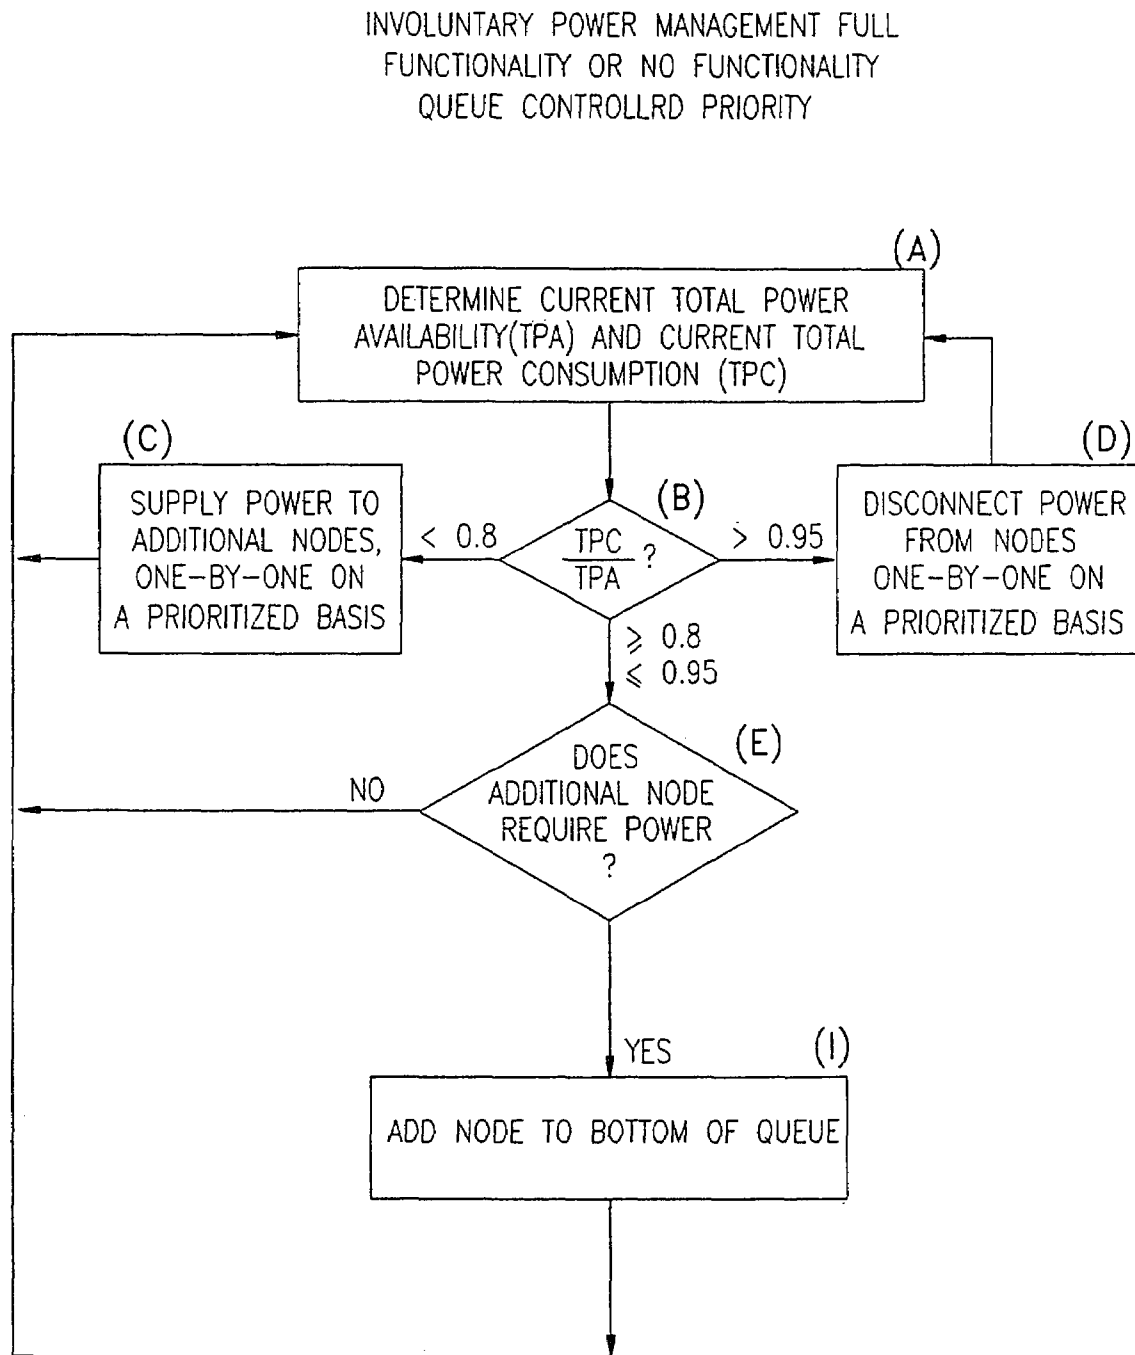 INVOLUNTARY POWER MANAGEMENT FULL
FUNCTIONALITY OR NO FUNCTIONALITY
QUEUE CONTROLLRD PRIORITY
(A)
DETERMINE CURRENT TOTAL POWER
AVAILABILITY(TPA) AND CURRENT TOTAL
POWER CONSUMPTION (TPC)
(C)
SUPPLY POWER TO
ADDITIONAL NODES,
ONE-BY-ONE ON
A PRIORITIZED BASIS
< 0.8
(B)
TPC
TPA
?
> 0.95
(D)
DISCONNECT POWER
FROM NODES
ONE-BY-ONE ON
A PRIORITIZED BASIS
⩾ 0.8
⩽ 0.95
(E)
DOES
ADDITIONAL NODE
REQUIRE POWER
?
NO
YES
(I)
ADD NODE TO BOTTOM OF QUEUE